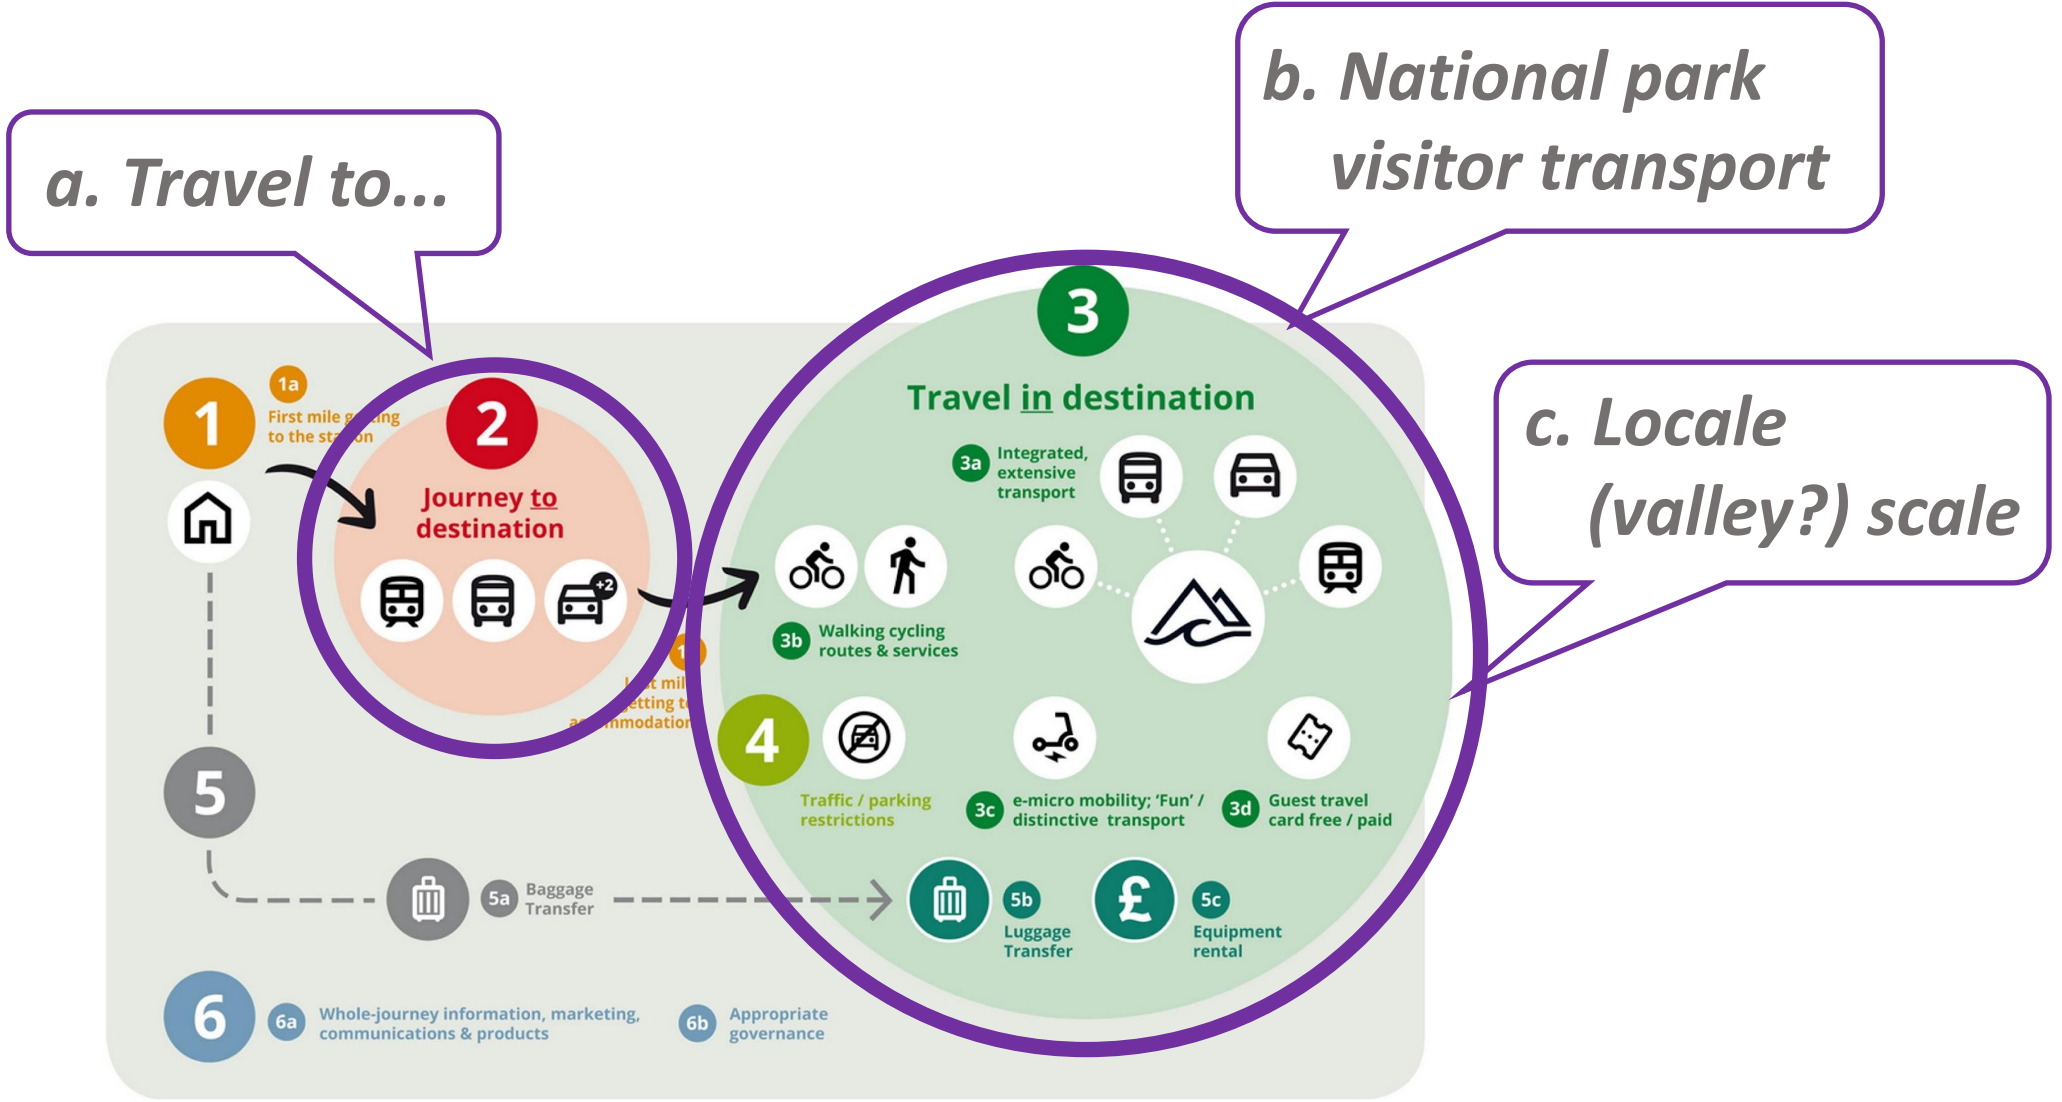 a. Travel to...
b. National park
visitor transport
c. Locale
(valley?) scale
1
1a
to the
2
Journey to
destination
+2
3
Travel in destination
3a
Integrated,
extensive
transport
3b
Walking cycling
routes & services
4
Traffic / parking
restrictions
3c
e-micro mobility; ‘Fun’ /
distinctive transport
3d
Guest travel
card free / paid
5
5a
Baggage
Transfer
5b
Luggage
Transfer
£
5c
Equipment
rental
6
6a
Whole-journey information, marketing,
communications & products
6b
Appropriate
governance